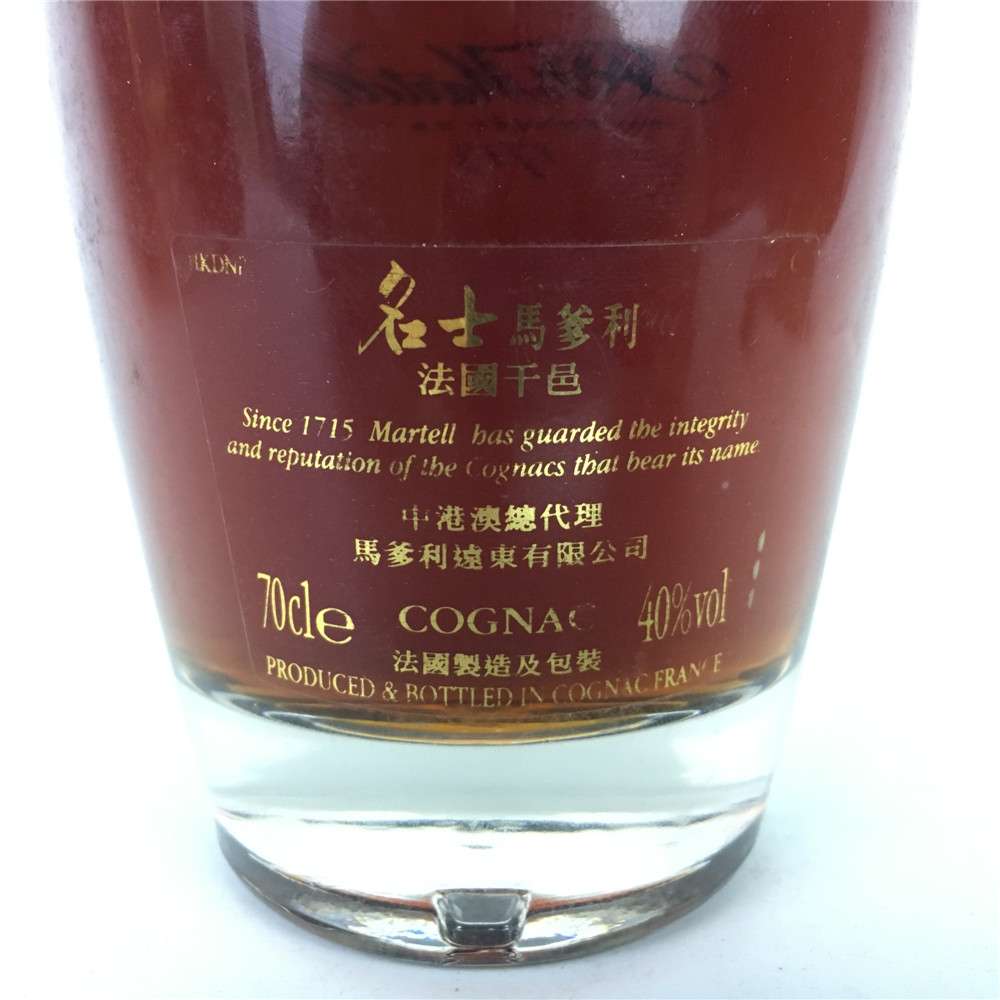 名士馬爹利
法國干邑
Since 1715 Martell has guarded the integrity
and reputation of the Cognacs that bear its name.
中港澳總代理
馬爹利遠東有限公司
70cl e COGNAC 40%vol
法國製造及包裝
PRODUCED & BOTTLED IN COGNAC FRANCE